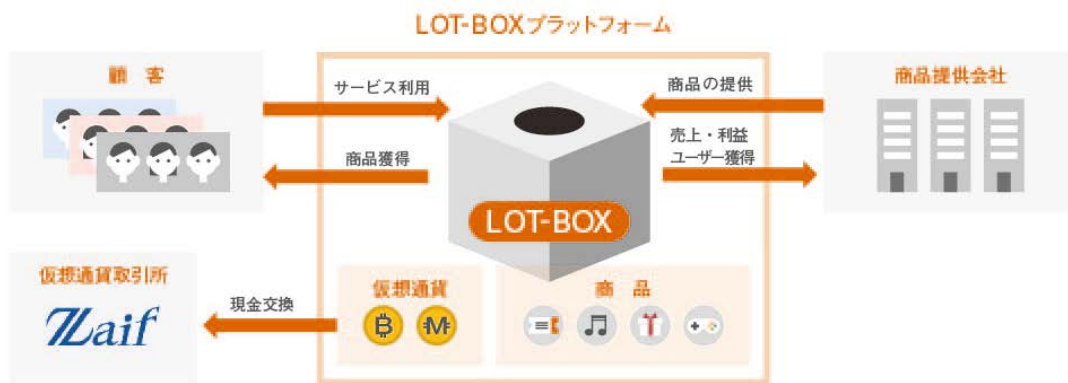 LOT-BOXプラットフォーム
顧 客
サービス利用
商品獲得
商品の提供
売上・利益
ユーザー獲得
商品提供会社
LOT-BOX
仮想通貨取引所
Zaif
現金交換
仮想通貨
商 品